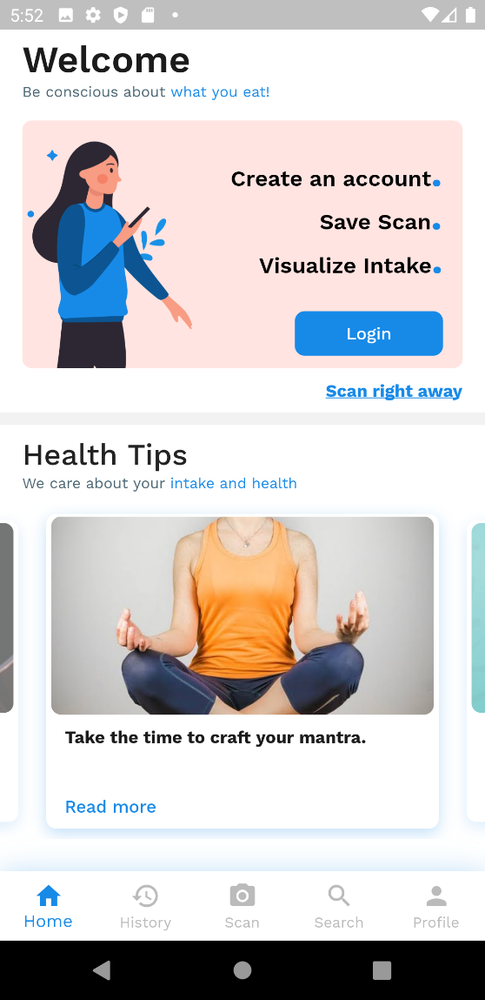 5:52
Welcome
Be conscious about what you eat!
Create an account.
Save Scan.
Visualize Intake.
Login
Scan right away
Health Tips
We care about your intake and health
Take the time to craft your mantra.
Read more
Home History Scan Search Profile